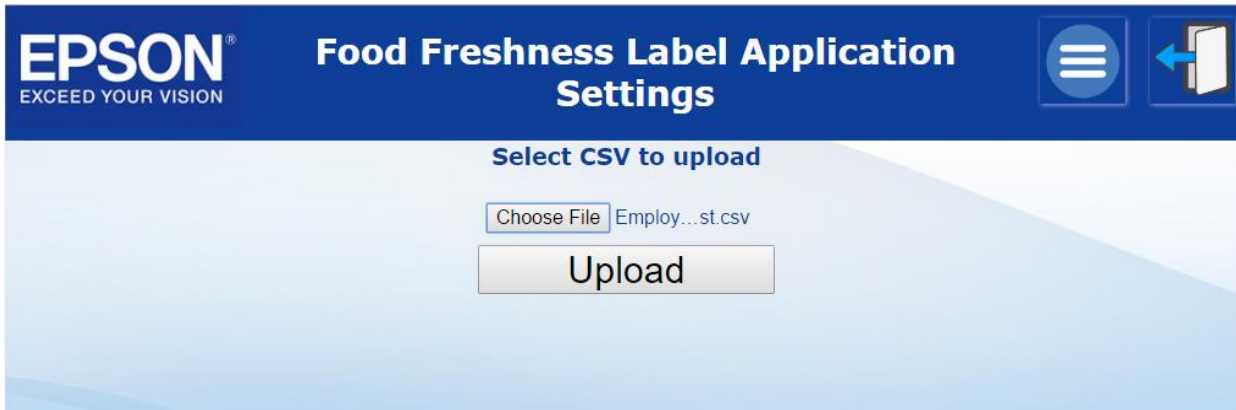 EPSON®
EXCEED YOUR VISION
Food Freshness Label Application
Settings
Select CSV to upload
Choose File Employ...st.csv
Upload